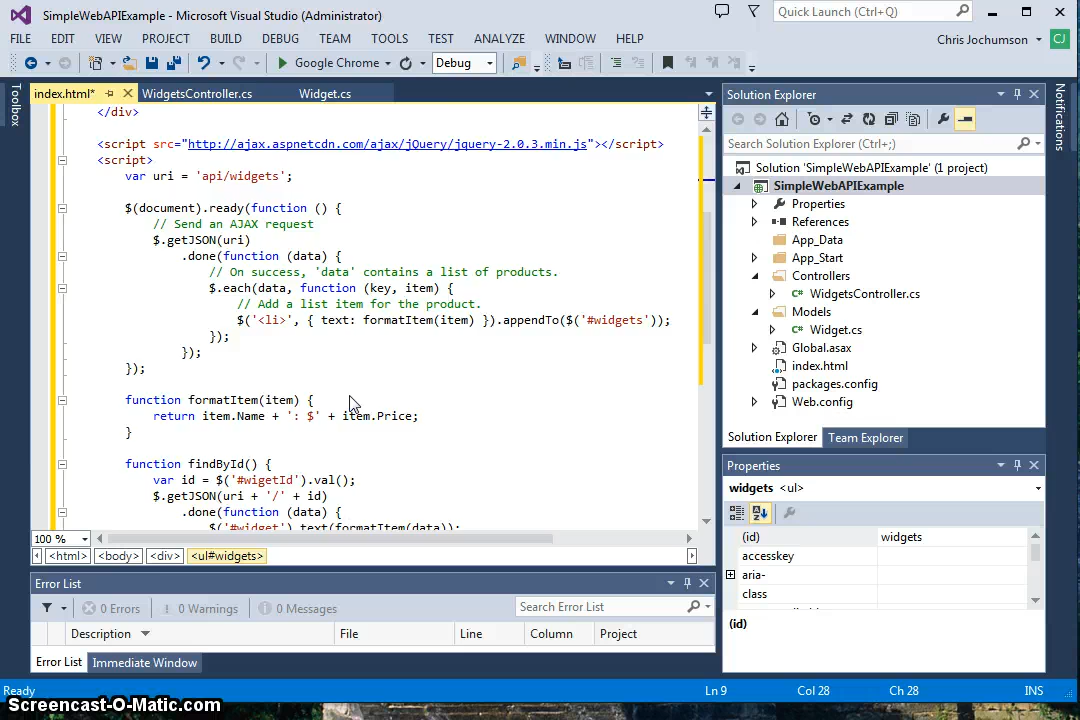 SimpleWebAPIExample - Microsoft Visual Studio (Administrator)
Quick Launch (Ctrl+Q)
FILE EDIT VIEW PROJECT BUILD DEBUG TEAM TOOLS TEST ANALYZE WINDOW HELP
Chris Jochumson CJ
Google Chrome Debug
Toolbox
index.html* WidgetsController.cs Widget.cs
</div>
<script src="http://ajax.aspnetcdn.com/ajax/jQuery/jquery-2.0.3.min.js"></script>
<script>
var uri = 'api/widgets';
$(document).ready(function () {
// Send an AJAX request
$.getJSON(uri)
.done(function (data) {
// On success, 'data' contains a list of products.
$.each(data, function (key, item) {
// Add a list item for the product.
$('<li>', { text: formatItem(item) }).appendTo($('#widgets'));
});
});
});
function formatItem(item) {
return item.Name + ': $' + item.Price;
}
function findById() {
var id = $('#wigetId').val();
$.getJSON(uri + '/' + id)
.done(function (data) {
$('#widget').text(formatItem(data));
100 %
<html> <body> <div> <ul#widgets>
Error List
0 Errors 0 Warnings 0 Messages
Search Error List
Description File Line Column Project
Error List Immediate Window
Solution Explorer
Search Solution Explorer (Ctrl+;)
Solution 'SimpleWebAPIExample' (1 project)
SimpleWebAPIExample
Properties
References
App_Data
App_Start
Controllers
C# WidgetsController.cs
Models
C# Widget.cs
Global.asax
index.html
packages.config
Web.config
Solution Explorer Team Explorer
Properties
widgets <ul>
(id) widgets
accesskey
aria-
class
(id)
Notifications
Ready Ln 9 Col 28 Ch 28 INS
Screencast-O-Matic.com